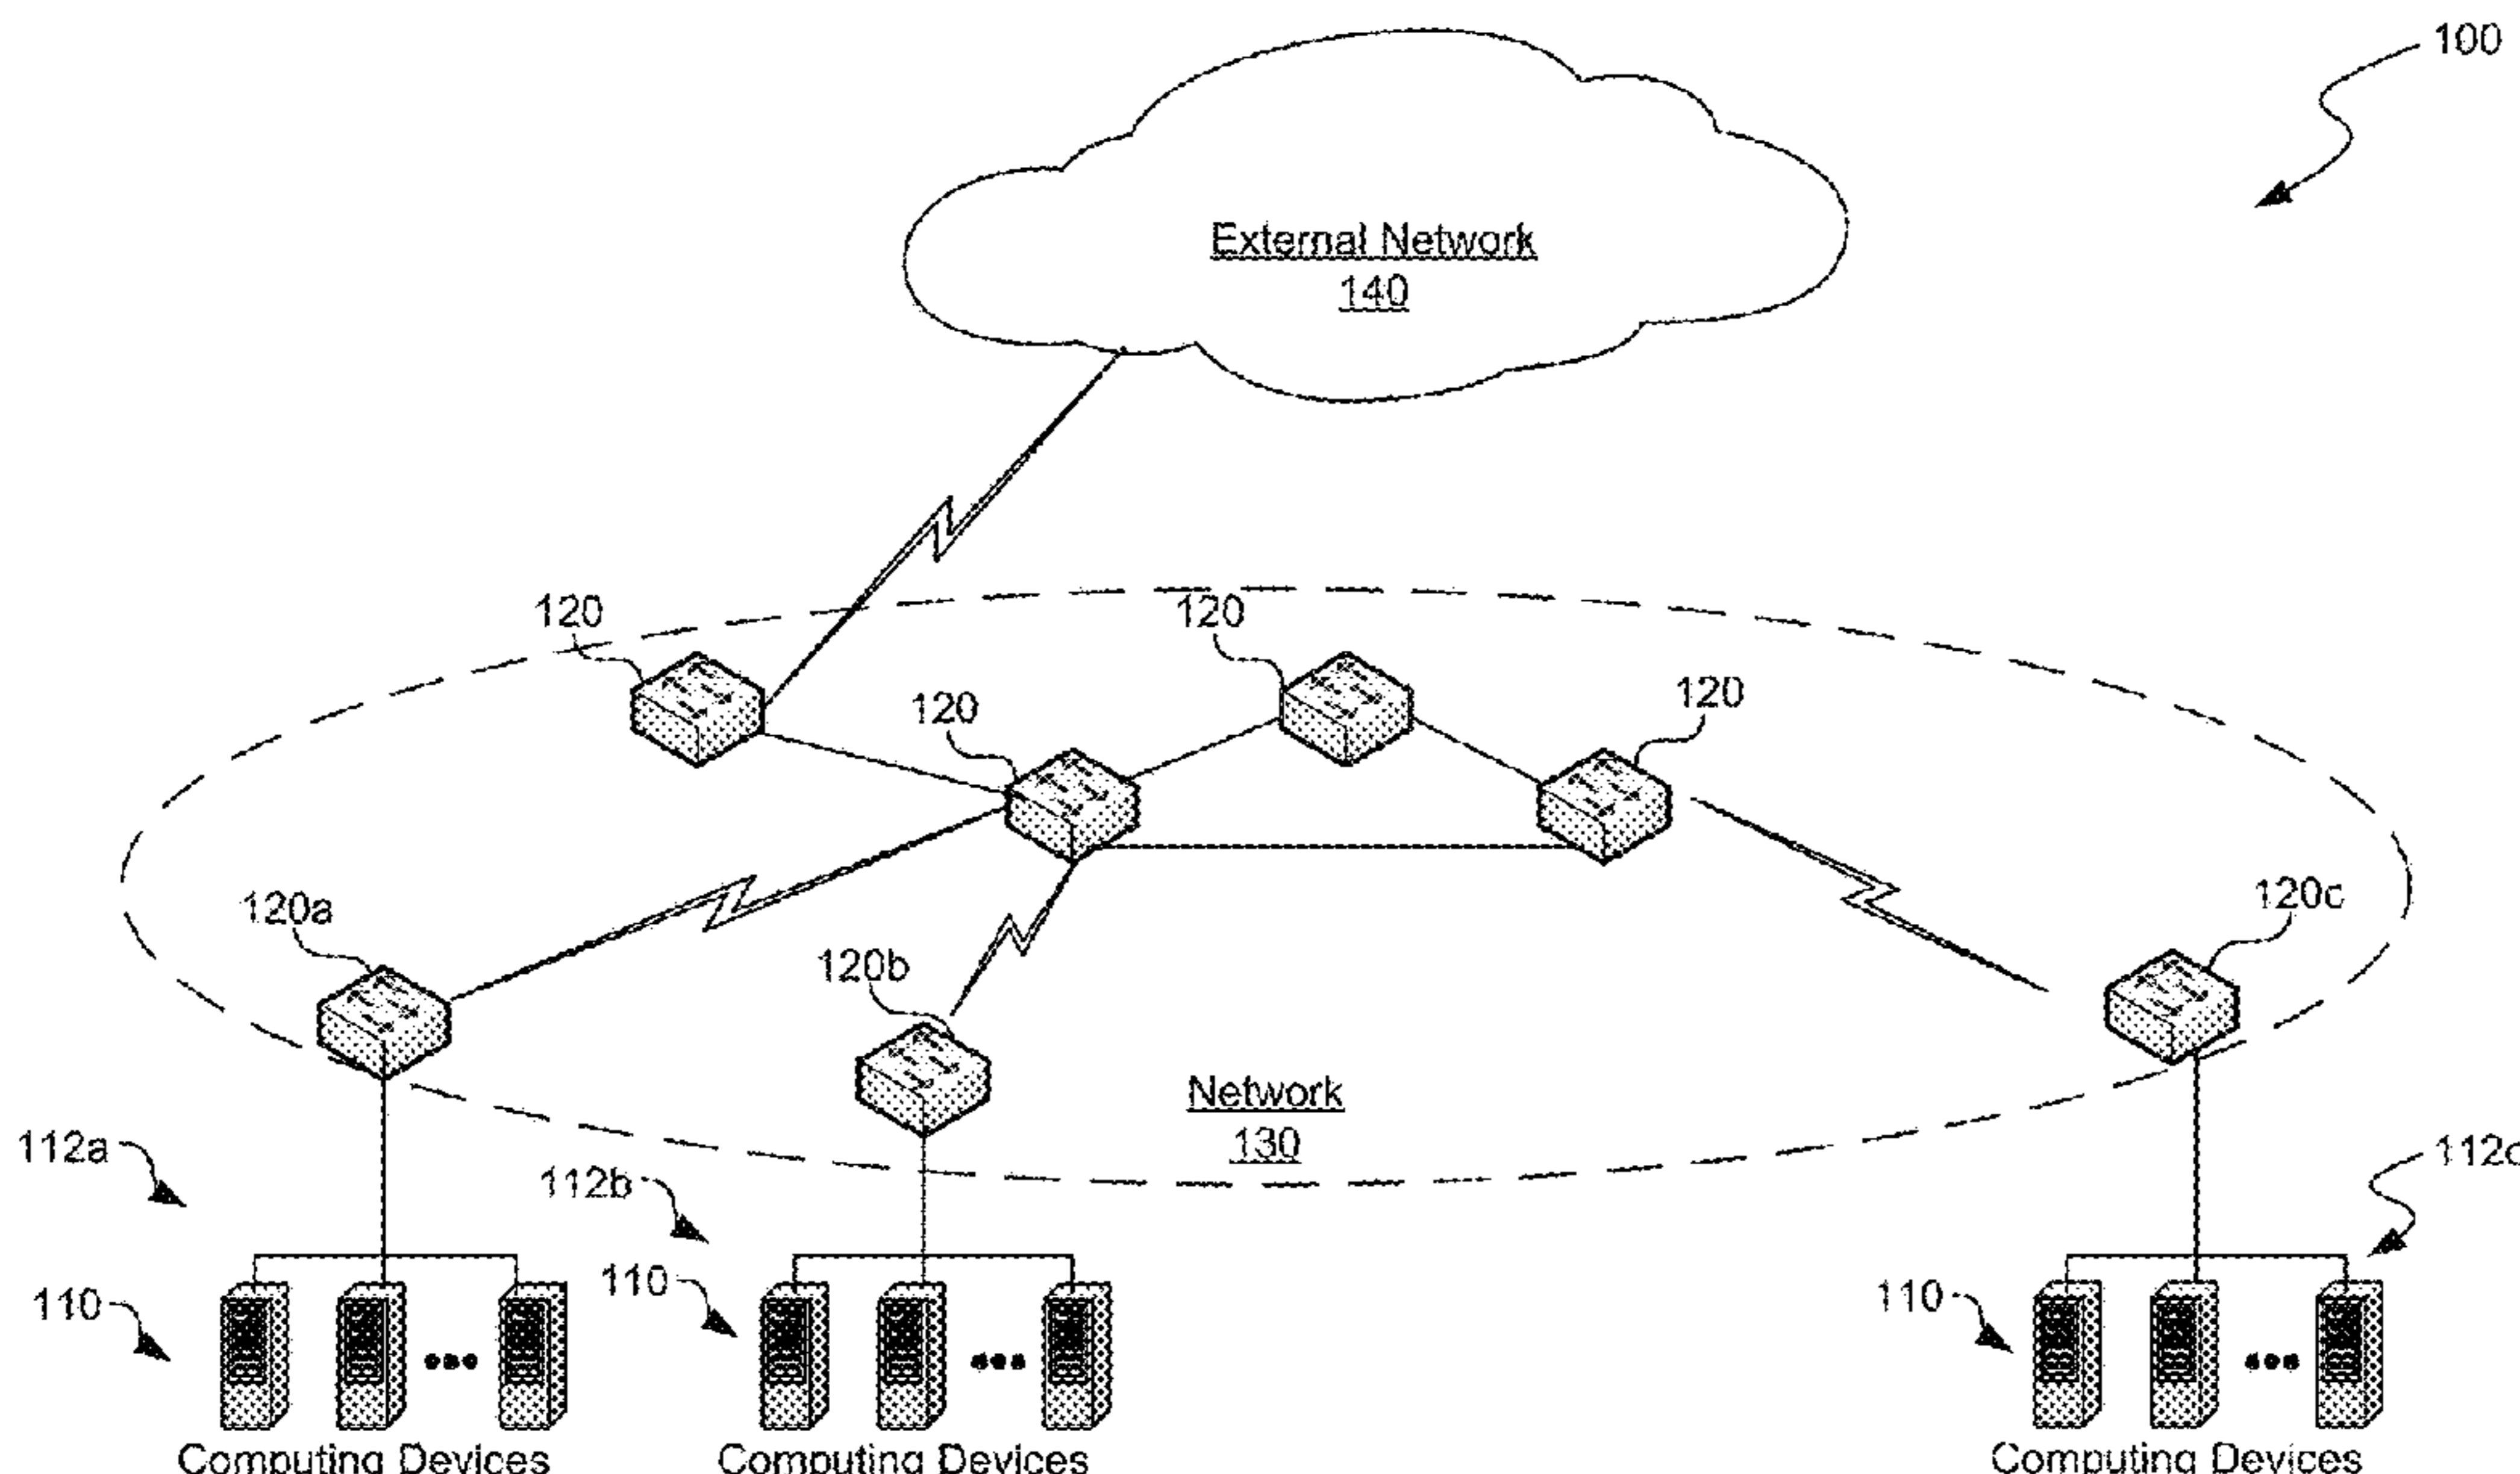 100
External Network
140
120
120
120
120
120a
120c
120b
Network
130
112a
112b
112c
110
110
110
Computing Devices
Computing Devices
Computing Devices